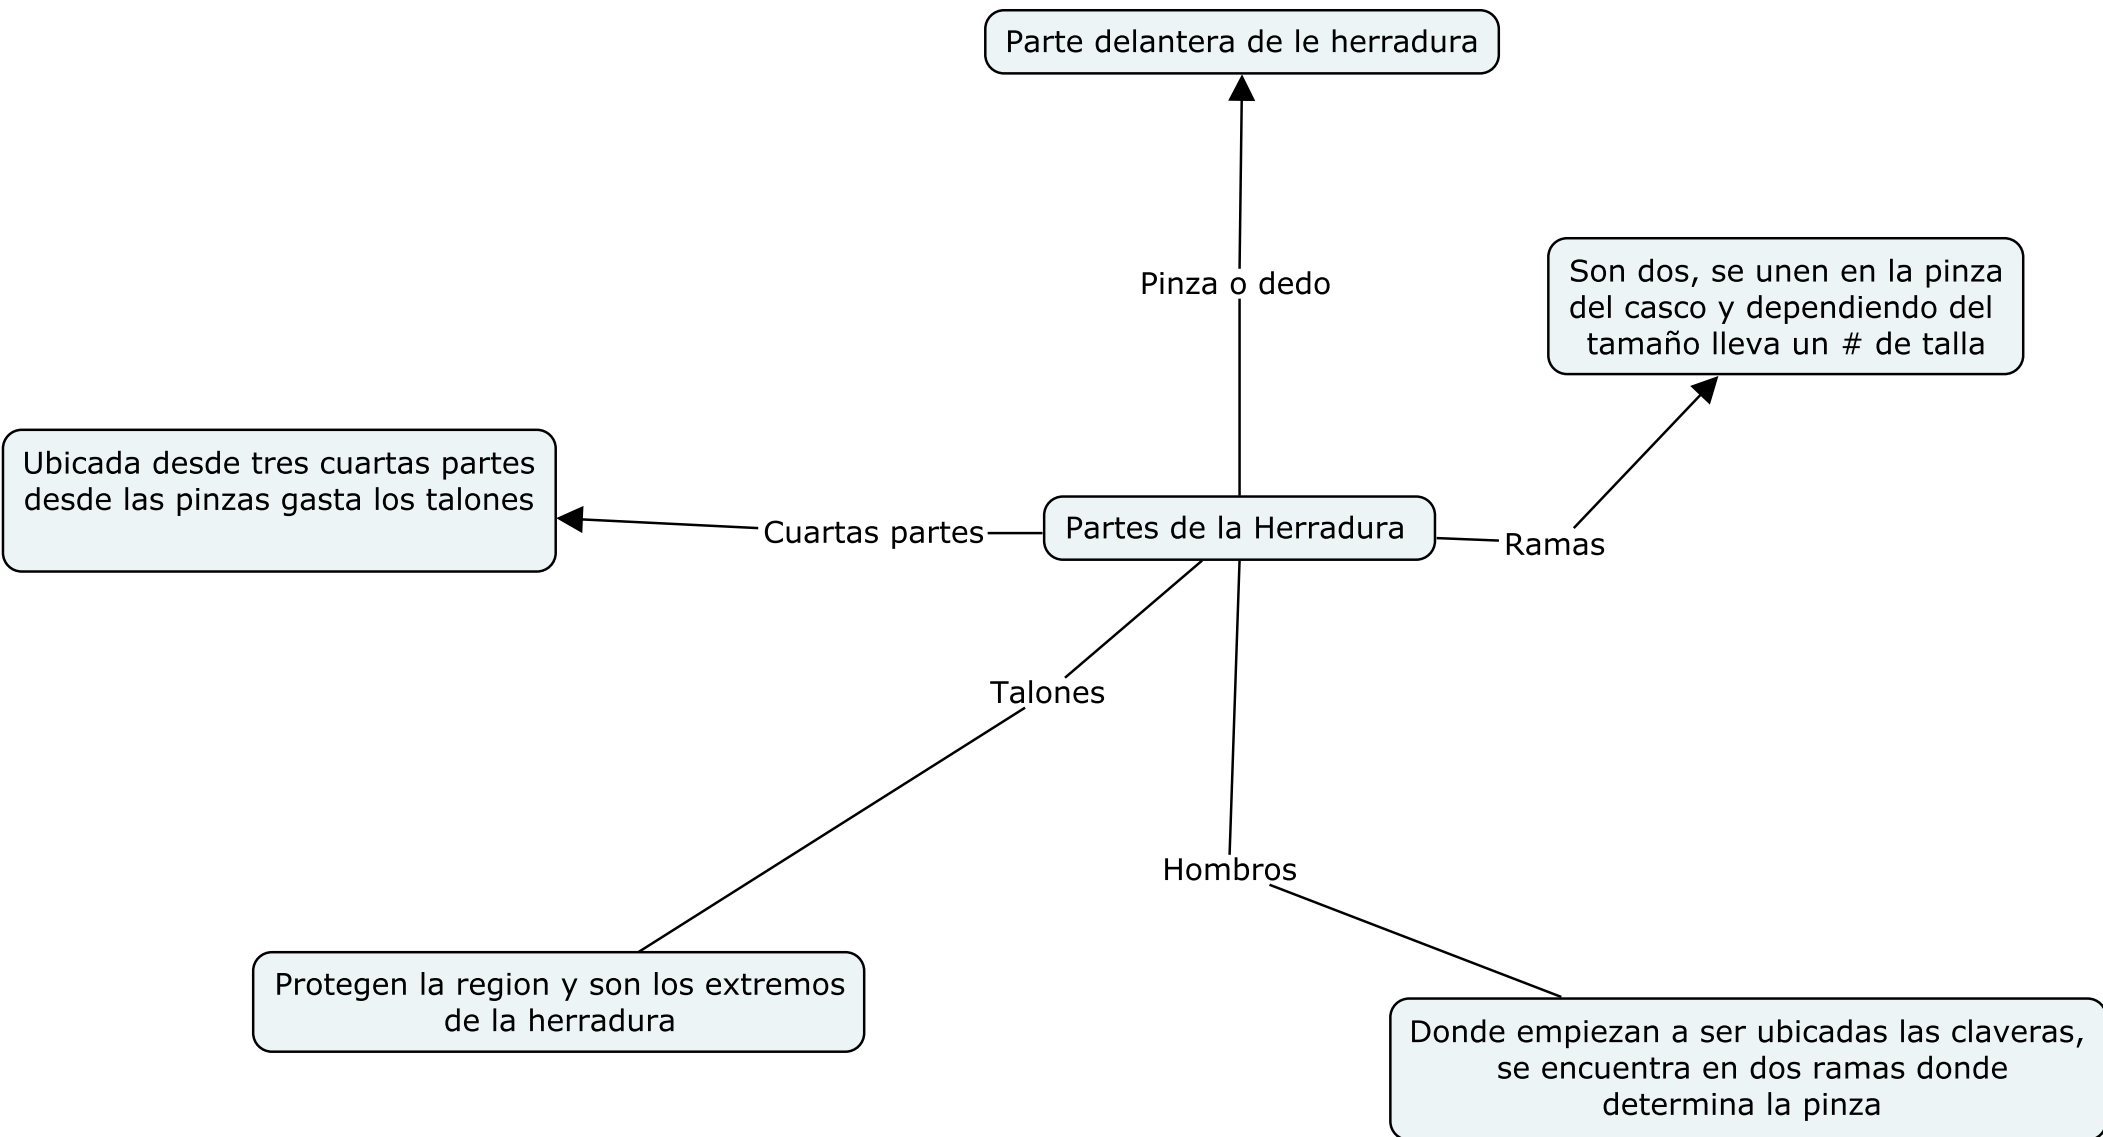 Parte delantera de le herradura
Pinza o dedo
Son dos, se unen en la pinza
del casco y dependiendo del
tamaño lleva un # de talla
Ubicada desde tres cuartas partes
desde las pinzas gasta los talones
Cuartas partes
Partes de la Herradura
Ramas
Talones
Hombros
Protegen la region y son los extremos
de la herradura
Donde empiezan a ser ubicadas las claveras,
se encuentra en dos ramas donde
determina la pinza